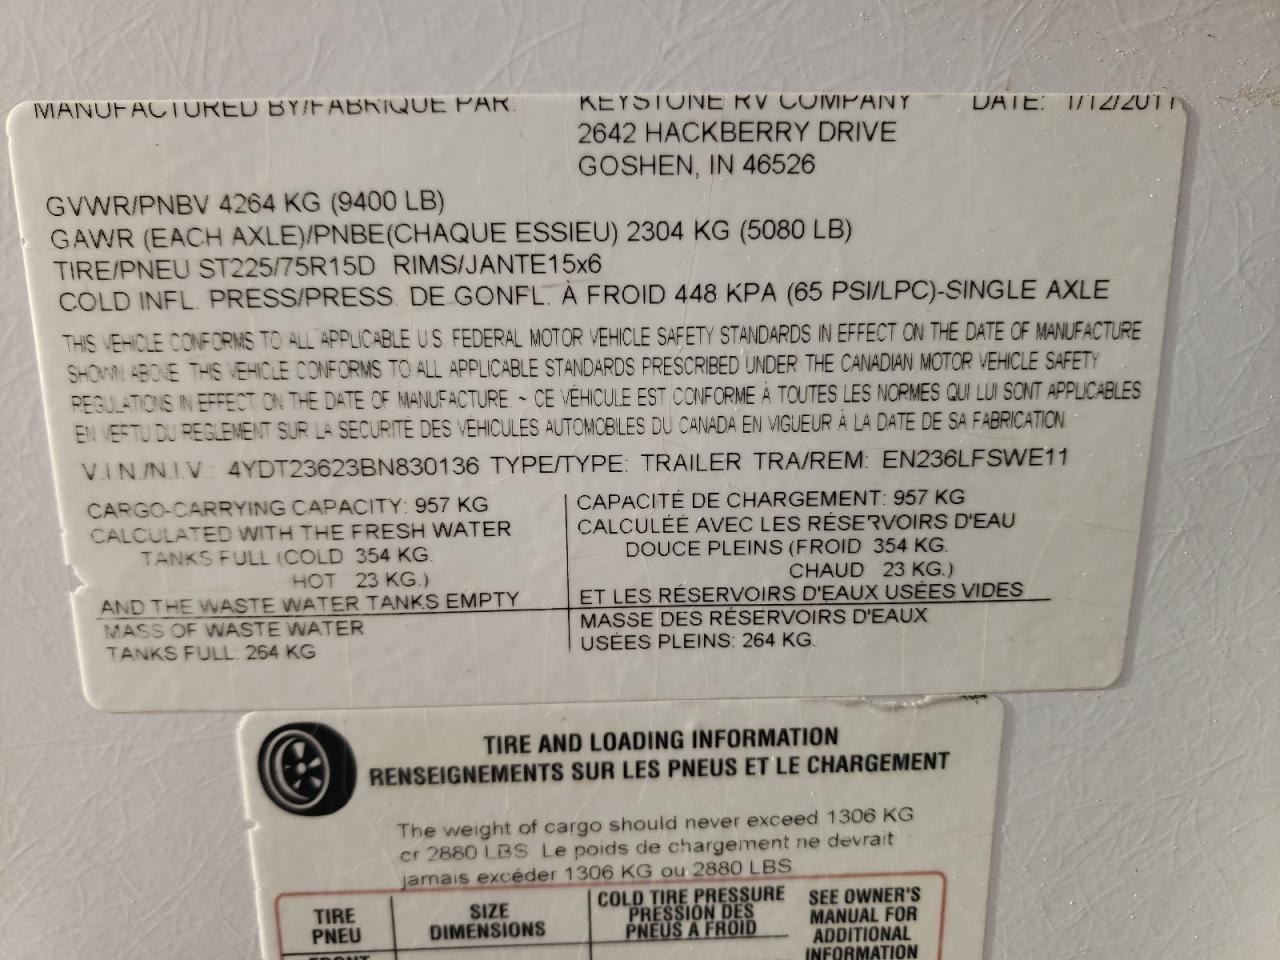 MANUFACTURED BY/FABRIQUE PAR: KEYSTONE RV COMPANY DATE: 1/12/2011
2642 HACKBERRY DRIVE
GOSHEN, IN 46526
GVWR/PNBV 4264 KG (9400 LB)
GAWR (EACH AXLE)/PNBE(CHAQUE ESSIEU) 2304 KG (5080 LB)
TIRE/PNEU ST225/75R15D RIMS/JANTE15x6
COLD INFL. PRESS/PRESS. DE GONFL. À FROID 448 KPA (65 PSI/LPC)-SINGLE AXLE
THIS VEHICLE CONFORMS TO ALL APPLICABLE U.S. FEDERAL MOTOR VEHICLE SAFETY STANDARDS IN EFFECT ON THE DATE OF MANUFACTURE
SHOWN ABOVE. THIS VEHICLE CONFORMS TO ALL APPLICABLE STANDARDS PRESCRIBED UNDER THE CANADIAN MOTOR VEHICLE SAFETY
REGULATIONS IN EFFECT ON THE DATE OF MANUFACTURE. ~ CE VÉHICULE EST CONFORME À TOUTES LES NORMES QUI LUI SONT APPLICABLES
EN VERTU DU REGLEMENT SUR LA SECURITE DES VEHICULES AUTOMOBILES DU CANADA EN VIGUEUR À LA DATE DE SA FABRICATION.
V.I.N./N.I.V.: 4YDT23623BN830136 TYPE/TYPE: TRAILER TRA/REM: EN236LFSWE11
CARGO-CARRYING CAPACITY: 957 KG
CALCULATED WITH THE FRESH WATER
TANKS FULL (COLD 354 KG.
HOT 23 KG.)
AND THE WASTE WATER TANKS EMPTY
MASS OF WASTE WATER
TANKS FULL: 264 KG
CAPACITÉ DE CHARGEMENT: 957 KG
CALCULÉE AVEC LES RÉSERVOIRS D'EAU
DOUCE PLEINS (FROID 354 KG.
CHAUD 23 KG.)
ET LES RÉSERVOIRS D'EAUX USÉES VIDES
MASSE DES RÉSERVOIRS D'EAUX
USÉES PLEINS: 264 KG.
TIRE AND LOADING INFORMATION
RENSEIGNEMENTS SUR LES PNEUS ET LE CHARGEMENT
The weight of cargo should never exceed 1306 KG
or 2880 LBS. Le poids de chargement ne devrait
jamais excéder 1306 KG ou 2880 LBS
TIRE
PNEU
SIZE
DIMENSIONS
COLD TIRE PRESSURE
PRESSION DES
PNEUS A FROID
SEE OWNER'S
MANUAL FOR
ADDITIONAL
INFORMATION
FRONT